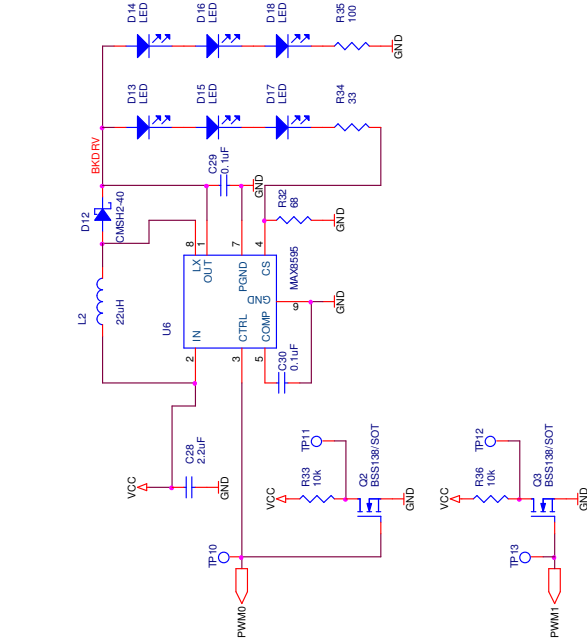 D14
LED
D16
LED
D18
LED
R35
100
GND
D13
LED
D15
LED
D17
LED
R34
33
BKDRV
D12
CMSH2-40
C29
0.1uF
GND
R32
68
GND
L2
22uH
U6
8
LX
1
OUT
7
PGND
4
CS
MAX8595
2
IN
3
CTRL
5
COMP
GND
9
GND
C30
0.1uF
VCC
C28
2.2uF
GND
TP11
VCC
R33
10k
Q2
BSS138/SOT
GND
TP12
VCC
R36
10k
Q3
BSS138/SOT
GND
TP10
PWM0
TP13
PWM1